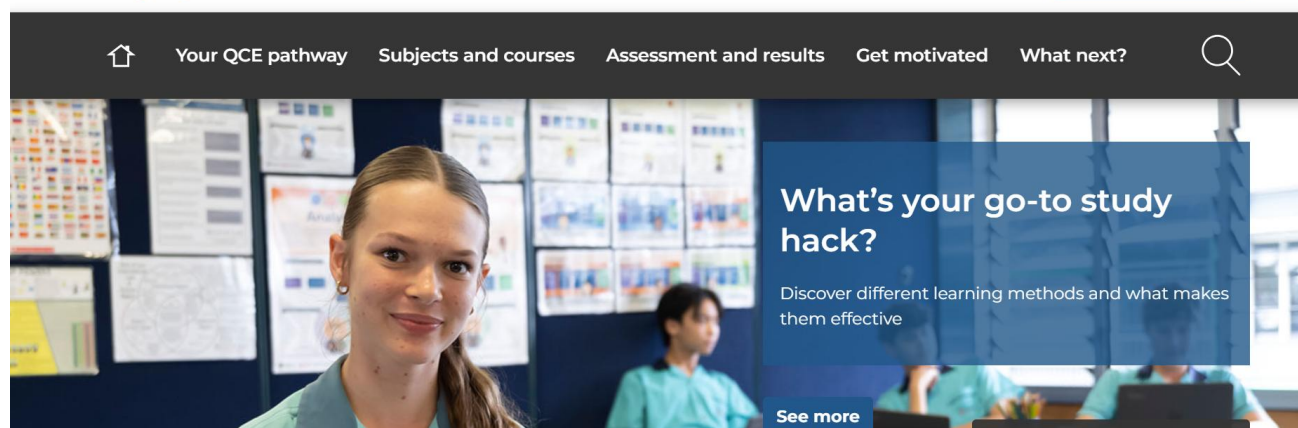 Your QCE pathway Subjects and courses Assessment and results Get motivated What next?
What's your go-to study
hack?
Discover different learning methods and what makes
them effective
See more